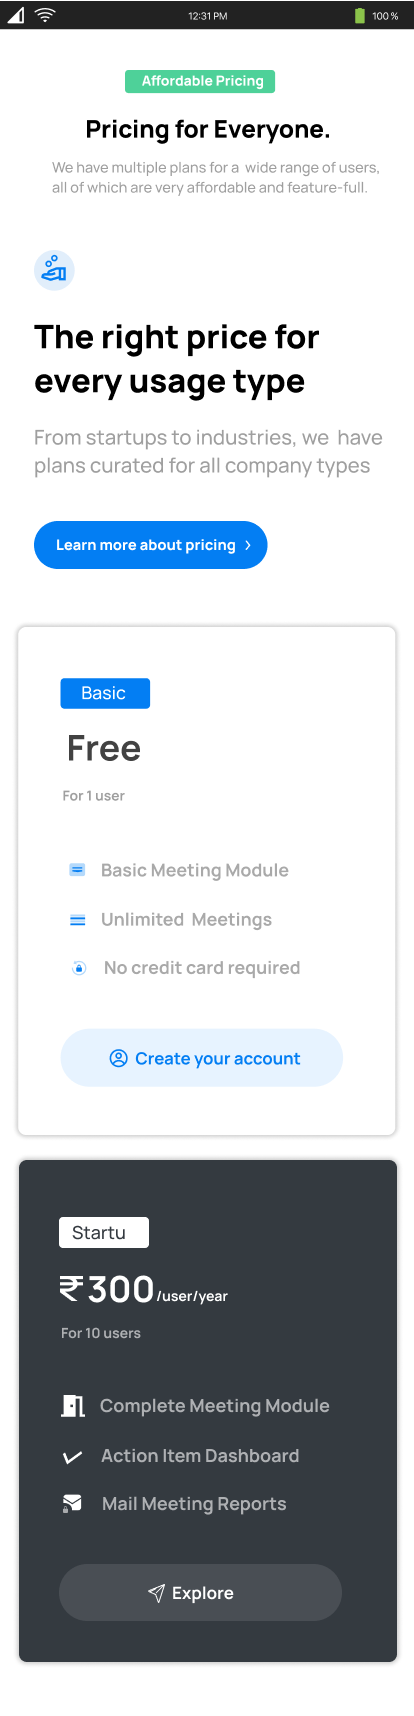 12:31 PM
100 %
Affordable Pricing
Pricing for Everyone.
We have multiple plans for a wide range of users,
all of which are very affordable and feature-full.
The right price for
every usage type
From startups to industries, we have
plans curated for all company types
Learn more about pricing
Basic
Free
For 1 user
Basic Meeting Module
Unlimited Meetings
No credit card required
Create your account
Startu
₹300/user/year
For 10 users
Complete Meeting Module
Action Item Dashboard
Mail Meeting Reports
Explore